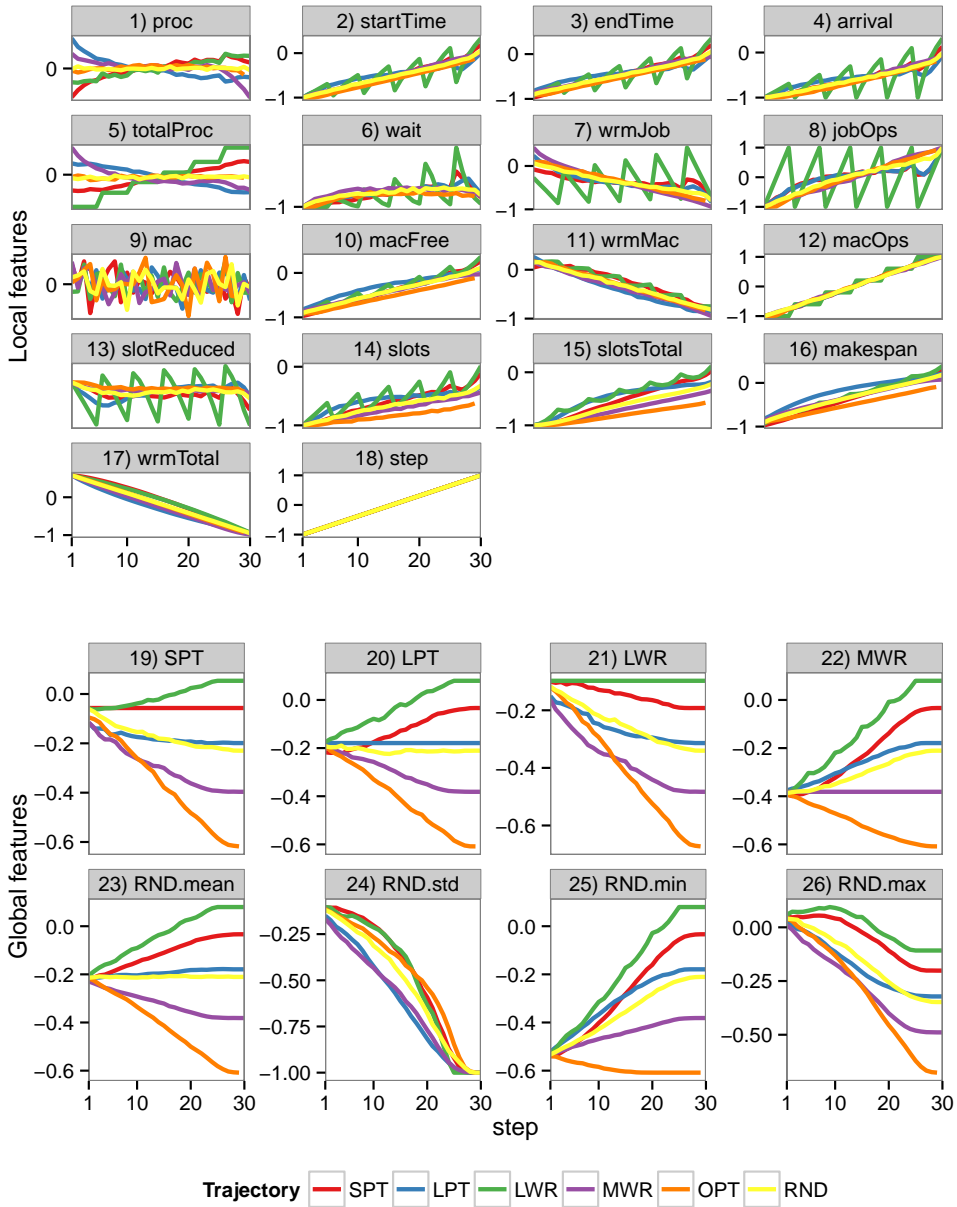 Local features
1) proc 2) startTime 3) endTime 4) arrival
0 0 −1 0 −1 0 −1
5) totalProc 6) wait 7) wrmJob 8) jobOps
0 −1 0 −1 1 0 −1
9) mac 10) macFree 11) wrmMac 12) macOps
0 0 −1 0 −1 1 0 −1
13) slotReduced 14) slots 15) slotsTotal 16) makespan
0 −1 0 −1 0 −1
17) wrmTotal 18) step
0 −1 1 0 −1
1 10 20 30 1 10 20 30
Global features
19) SPT 20) LPT 21) LWR 22) MWR
0.0 −0.2 −0.4 −0.6 0.0 −0.2 −0.4 −0.6 −0.2 −0.4 −0.6 0.0 −0.2 −0.4 −0.6
23) RND.mean 24) RND.std 25) RND.min 26) RND.max
0.0 −0.2 −0.4 −0.6 −0.25 −0.50 −0.75 −1.00 0.0 −0.2 −0.4 −0.6 0.00 −0.25 −0.50
1 10 20 30 1 10 20 30 1 10 20 30 1 10 20 30
step
Trajectory SPT LPT LWR MWR OPT RND